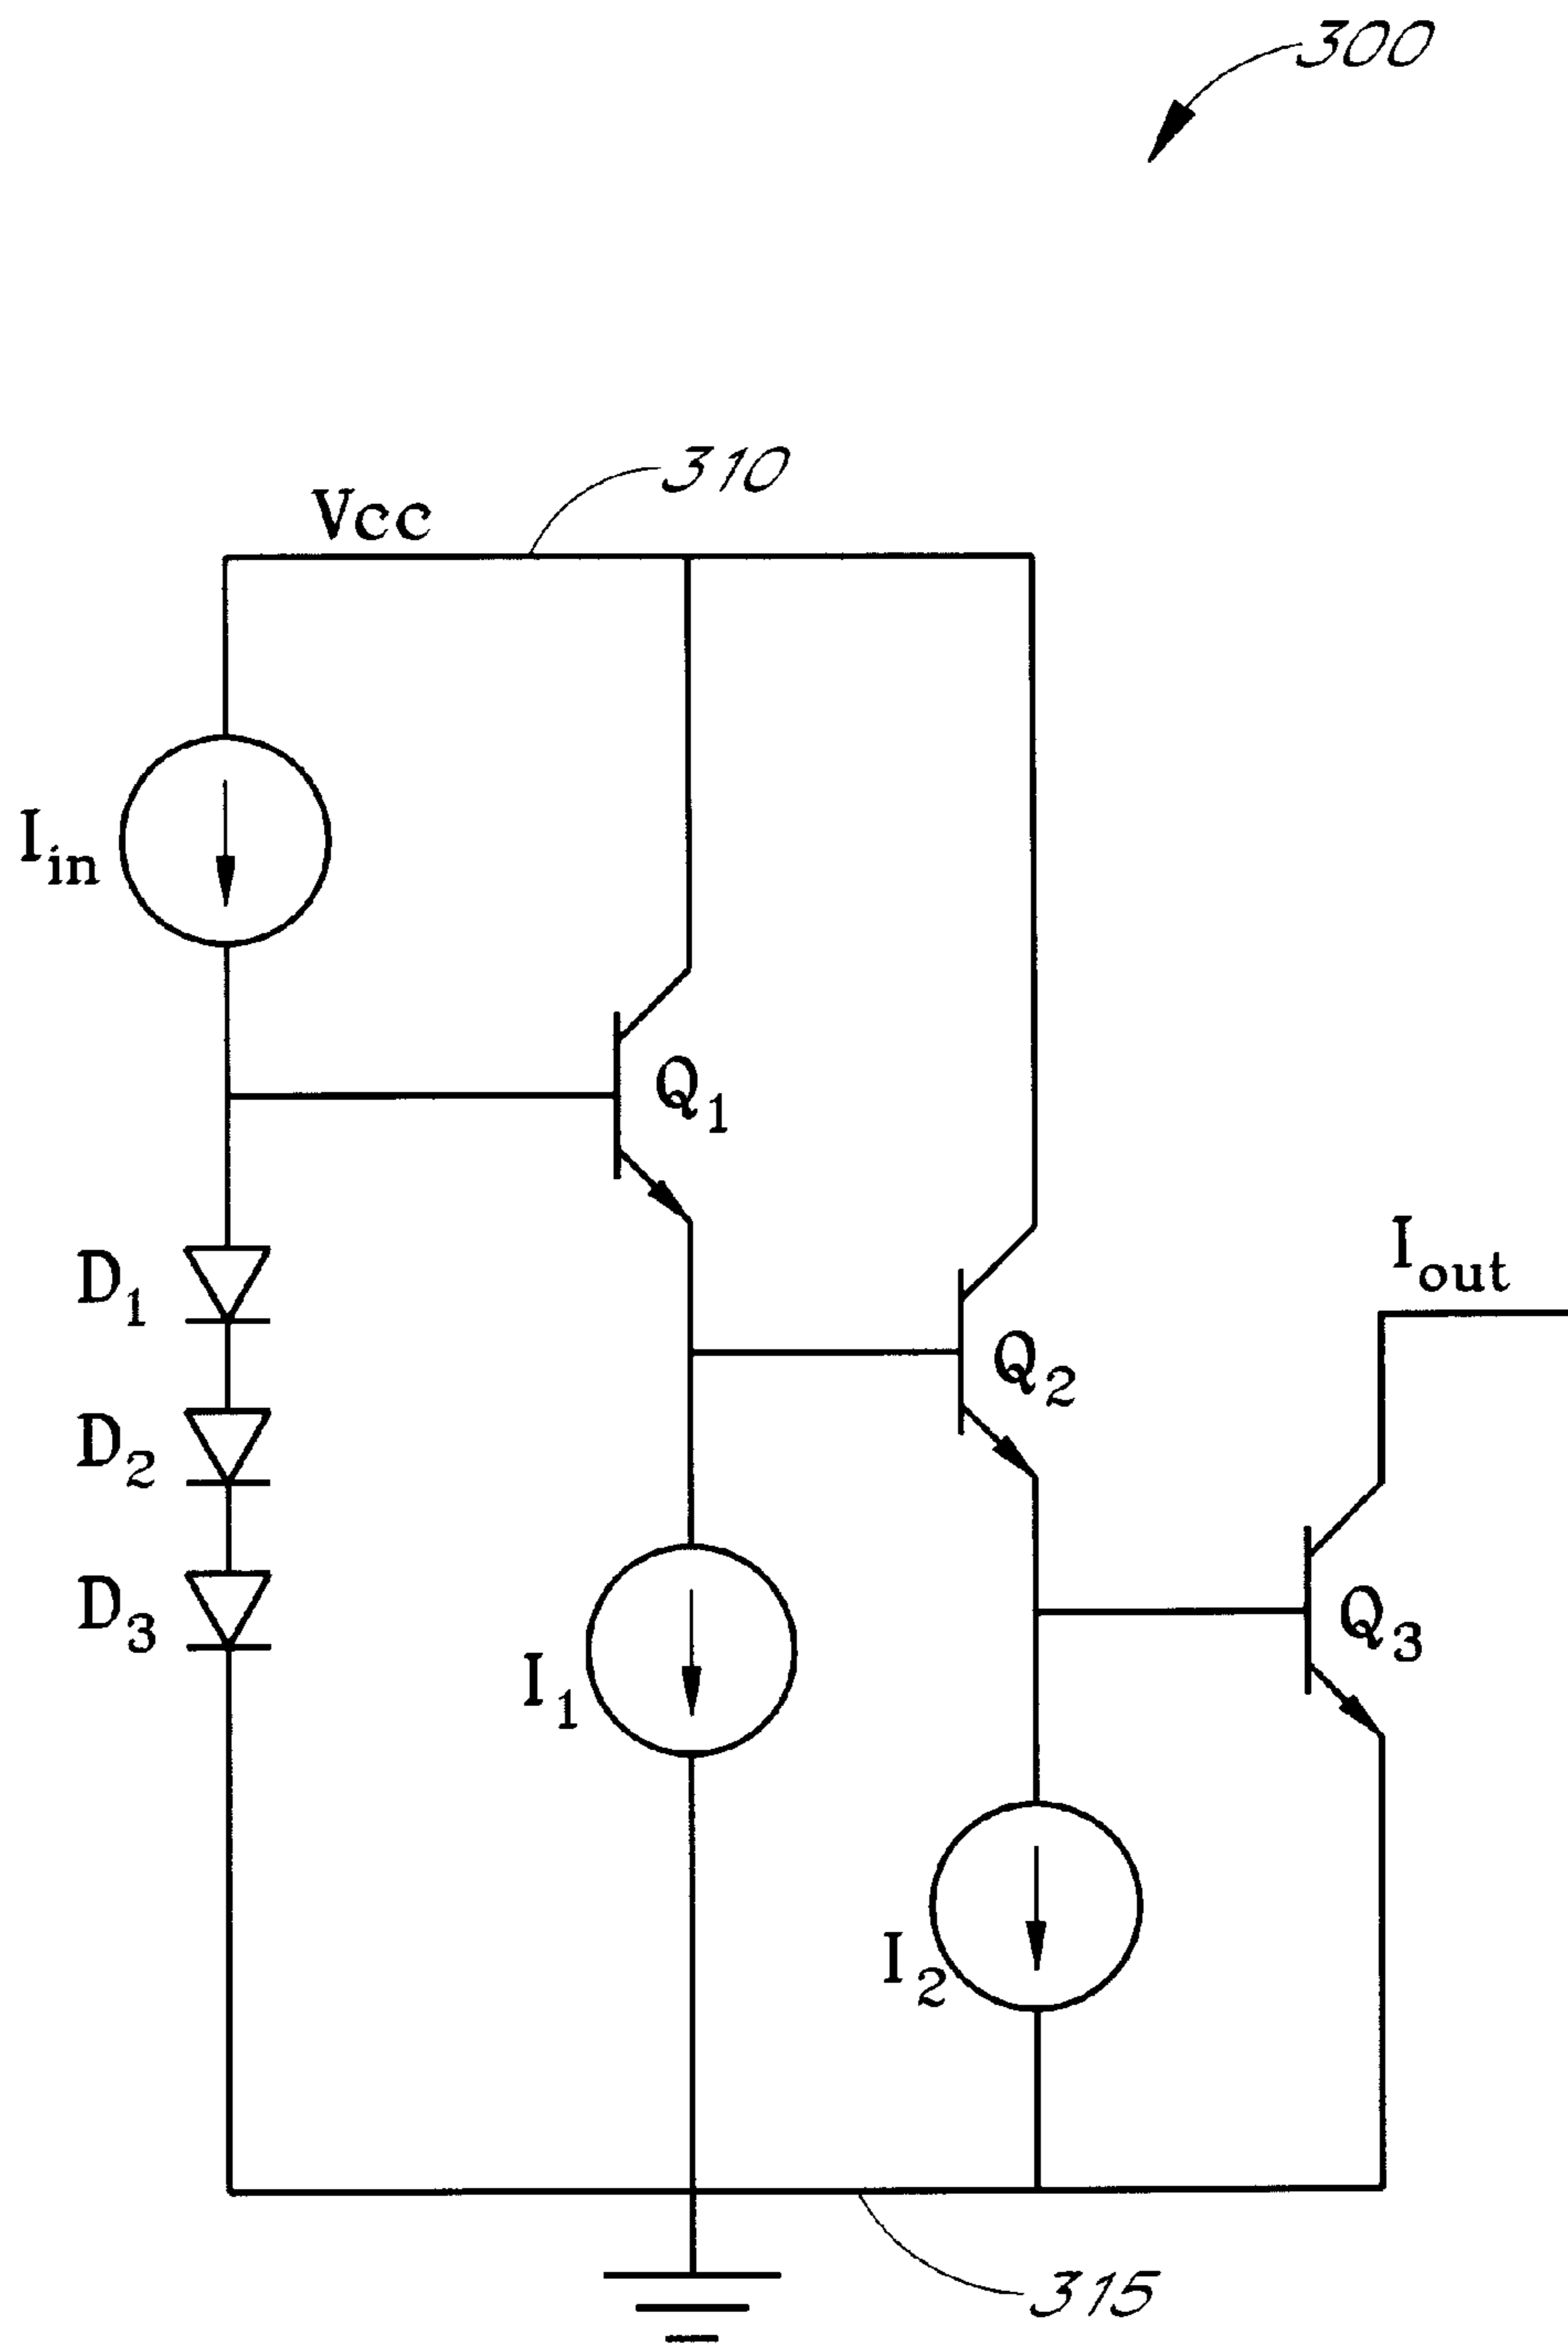 300
310
Vcc
I_in
Q_1
D_1
I_out
Q_2
D_2
D_3
Q_3
I_1
I_2
315